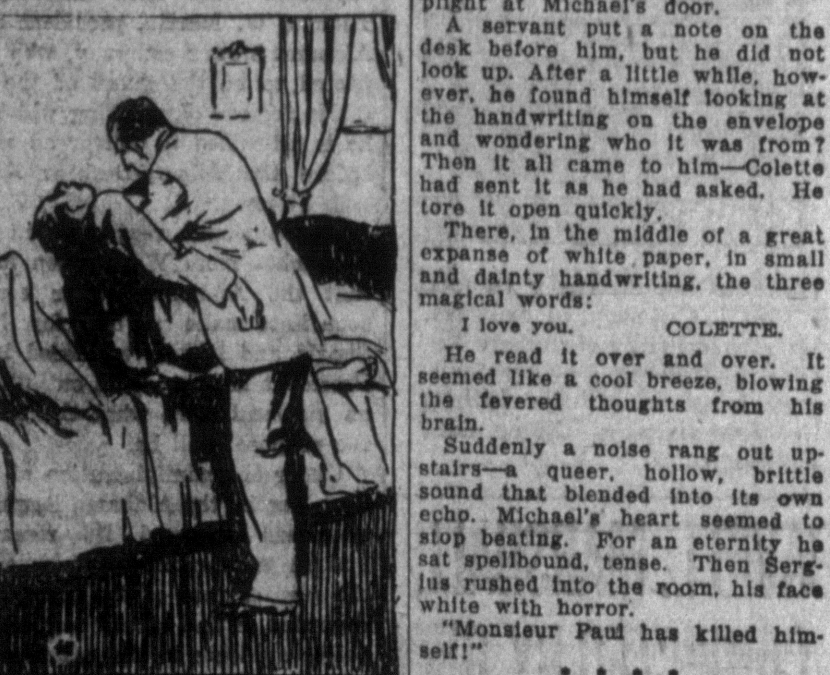 plight at Michael's door.
A servant put a note on the
desk before him, but he did not
look up. After a little while, how-
ever, he found himself looking at
the handwriting on the envelope
and wondering who it was from?
Then it all came to him—Colette
had sent it as he had asked. He
tore it open quickly.
There, in the middle of a great
expanse of white paper, in small
and dainty handwriting, the three
magical words:
I love you. COLETTE.
He read it over and over. It
seemed like a cool breeze, blowing
the fevered thoughts from his
brain.
Suddenly a noise rang out up-
stairs—a queer, hollow, brittle
sound that blended into its own
echo. Michael's heart seemed to
stop beating. For an eternity he
sat spellbound, tense. Then Serg-
ius rushed into the room, his face
white with horror.
"Monsieur Paul has killed him-
self!"